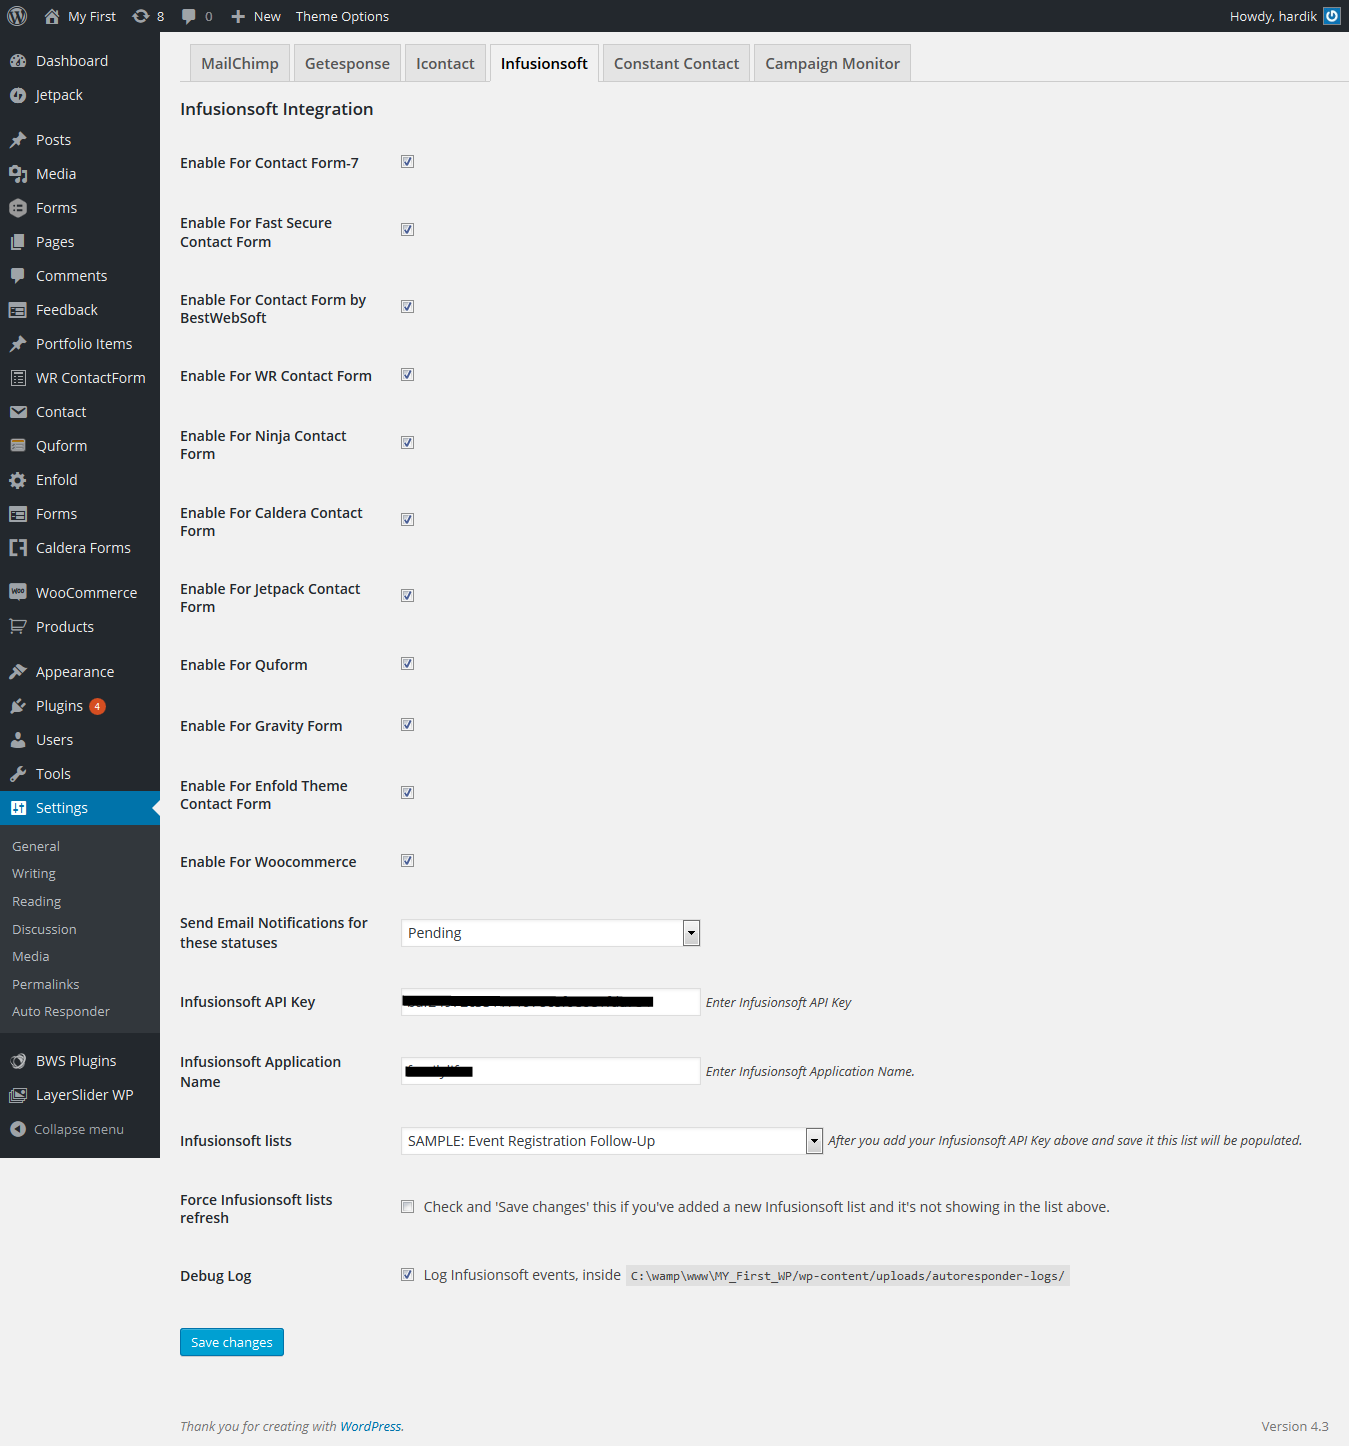 My First 8 0 New Theme Options Howdy, hardik
Dashboard
Jetpack
Posts
Media
Forms
Pages
Comments
Feedback
Portfolio Items
WR ContactForm
Contact
Quform
Enfold
Forms
Caldera Forms
WooCommerce
Products
Appearance
Plugins 4
Users
Tools
Settings
General
Writing
Reading
Discussion
Media
Permalinks
Auto Responder
BWS Plugins
LayerSlider WP
Collapse menu
MailChimp Getesponse Icontact Infusionsoft Constant Contact Campaign Monitor
Infusionsoft Integration
Enable For Contact Form-7
Enable For Fast Secure
Contact Form
Enable For Contact Form by
BestWebSoft
Enable For WR Contact Form
Enable For Ninja Contact
Form
Enable For Caldera Contact
Form
Enable For Jetpack Contact
Form
Enable For Quform
Enable For Gravity Form
Enable For Enfold Theme
Contact Form
Enable For Woocommerce
Send Email Notifications for
these statuses
Pending
Infusionsoft API Key
Enter Infusionsoft API Key
Infusionsoft Application
Name
Enter Infusionsoft Application Name.
Infusionsoft lists
SAMPLE: Event Registration Follow-Up
After you add your Infusionsoft API Key above and save it this list will be populated.
Force Infusionsoft lists
refresh
Check and 'Save changes' this if you've added a new Infusionsoft list and it's not showing in the list above.
Debug Log
Log Infusionsoft events, inside C:\wamp\www\MY_First_WP/wp-content/uploads/autoresponder-logs/
Save changes
Thank you for creating with WordPress.
Version 4.3